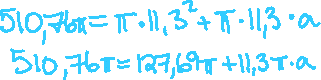 510,76π = π · 11,3² + π · 11,3 · a
510,76π = 127,69π + 11,3π · a